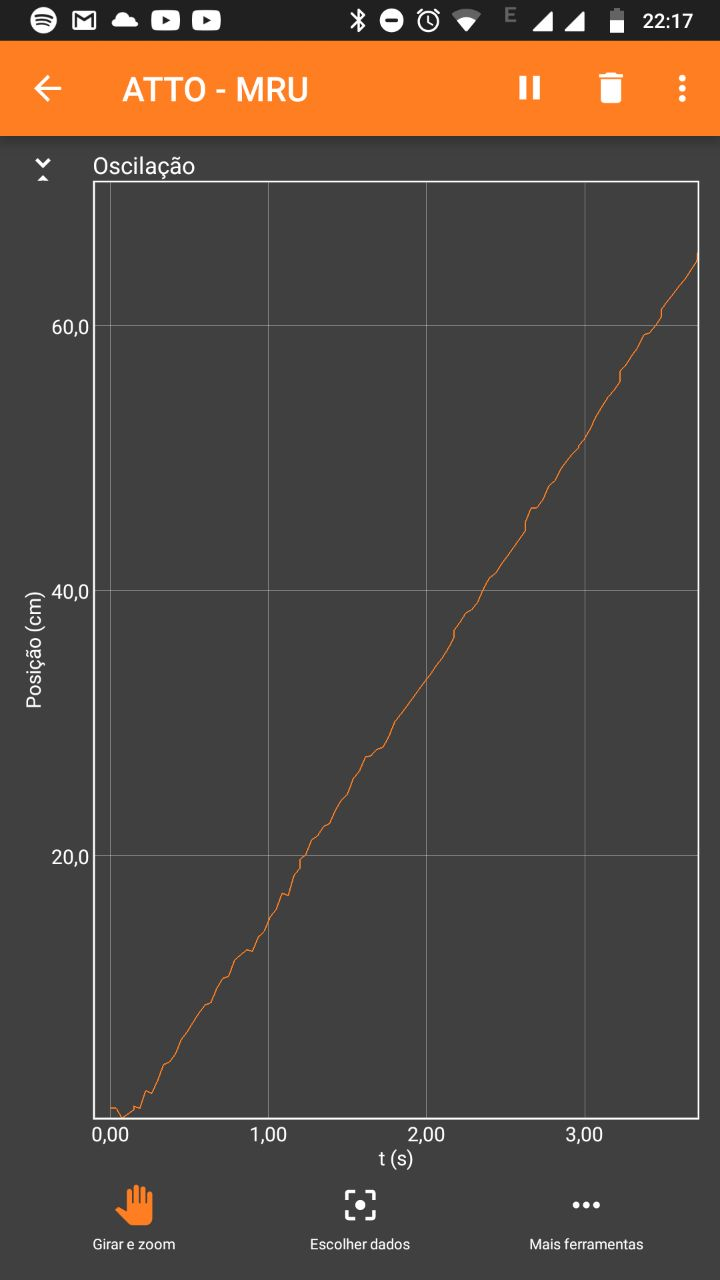 E 22:17
ATTO - MRU
Oscilação
60,0
40,0
20,0
Posição (cm)
0,00 1,00 2,00 3,00
t (s)
Girar e zoom Escolher dados Mais ferramentas